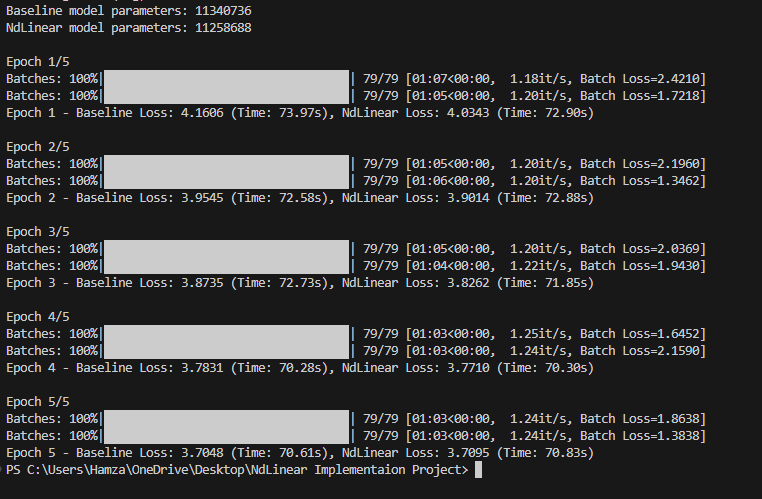 Baseline model parameters: 11340736
NdLinear model parameters: 11258688
Epoch 1/5
Batches: 100%| | 79/79 [01:07<00:00, 1.18it/s, Batch Loss=2.4210]
Batches: 100%| | 79/79 [01:05<00:00, 1.20it/s, Batch Loss=1.7218]
Epoch 1 - Baseline Loss: 4.1606 (Time: 73.97s), NdLinear Loss: 4.0343 (Time: 72.90s)
Epoch 2/5
Batches: 100%| | 79/79 [01:05<00:00, 1.20it/s, Batch Loss=2.1960]
Batches: 100%| | 79/79 [01:06<00:00, 1.20it/s, Batch Loss=1.3462]
Epoch 2 - Baseline Loss: 3.9545 (Time: 72.58s), NdLinear Loss: 3.9014 (Time: 72.88s)
Epoch 3/5
Batches: 100%| | 79/79 [01:05<00:00, 1.20it/s, Batch Loss=2.0369]
Batches: 100%| | 79/79 [01:04<00:00, 1.22it/s, Batch Loss=1.9430]
Epoch 3 - Baseline Loss: 3.8735 (Time: 72.73s), NdLinear Loss: 3.8262 (Time: 71.85s)
Epoch 4/5
Batches: 100%| | 79/79 [01:03<00:00, 1.25it/s, Batch Loss=1.6452]
Batches: 100%| | 79/79 [01:03<00:00, 1.24it/s, Batch Loss=2.1590]
Epoch 4 - Baseline Loss: 3.7831 (Time: 70.28s), NdLinear Loss: 3.7710 (Time: 70.30s)
Epoch 5/5
Batches: 100%| | 79/79 [01:03<00:00, 1.24it/s, Batch Loss=1.8638]
Batches: 100%| | 79/79 [01:03<00:00, 1.24it/s, Batch Loss=1.3838]
Epoch 5 - Baseline Loss: 3.7048 (Time: 70.61s), NdLinear Loss: 3.7095 (Time: 70.83s)
PS C:\Users\Hamza\OneDrive\Desktop\NdLinear Implementaion Project>